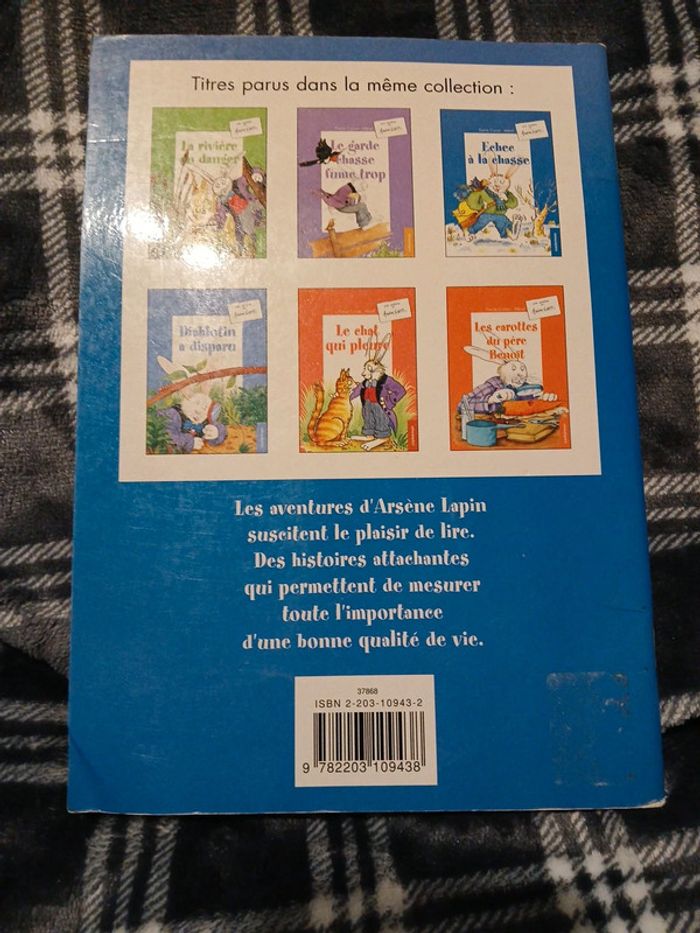 Titres parus dans la même collection :
La rivière
en danger
Le garde
chasse
fume trop
Echec
à la chasse
Diablotin
a disparu
Le chat
qui pleure
Les carottes
du père
Benoît
Les aventures d'Arsène Lapin
suscitent le plaisir de lire.
Des histoires attachantes
qui permettent de mesurer
toute l'importance
d'une bonne qualité de vie.
37868
ISBN 2-203-10943-2
9 782203 109438